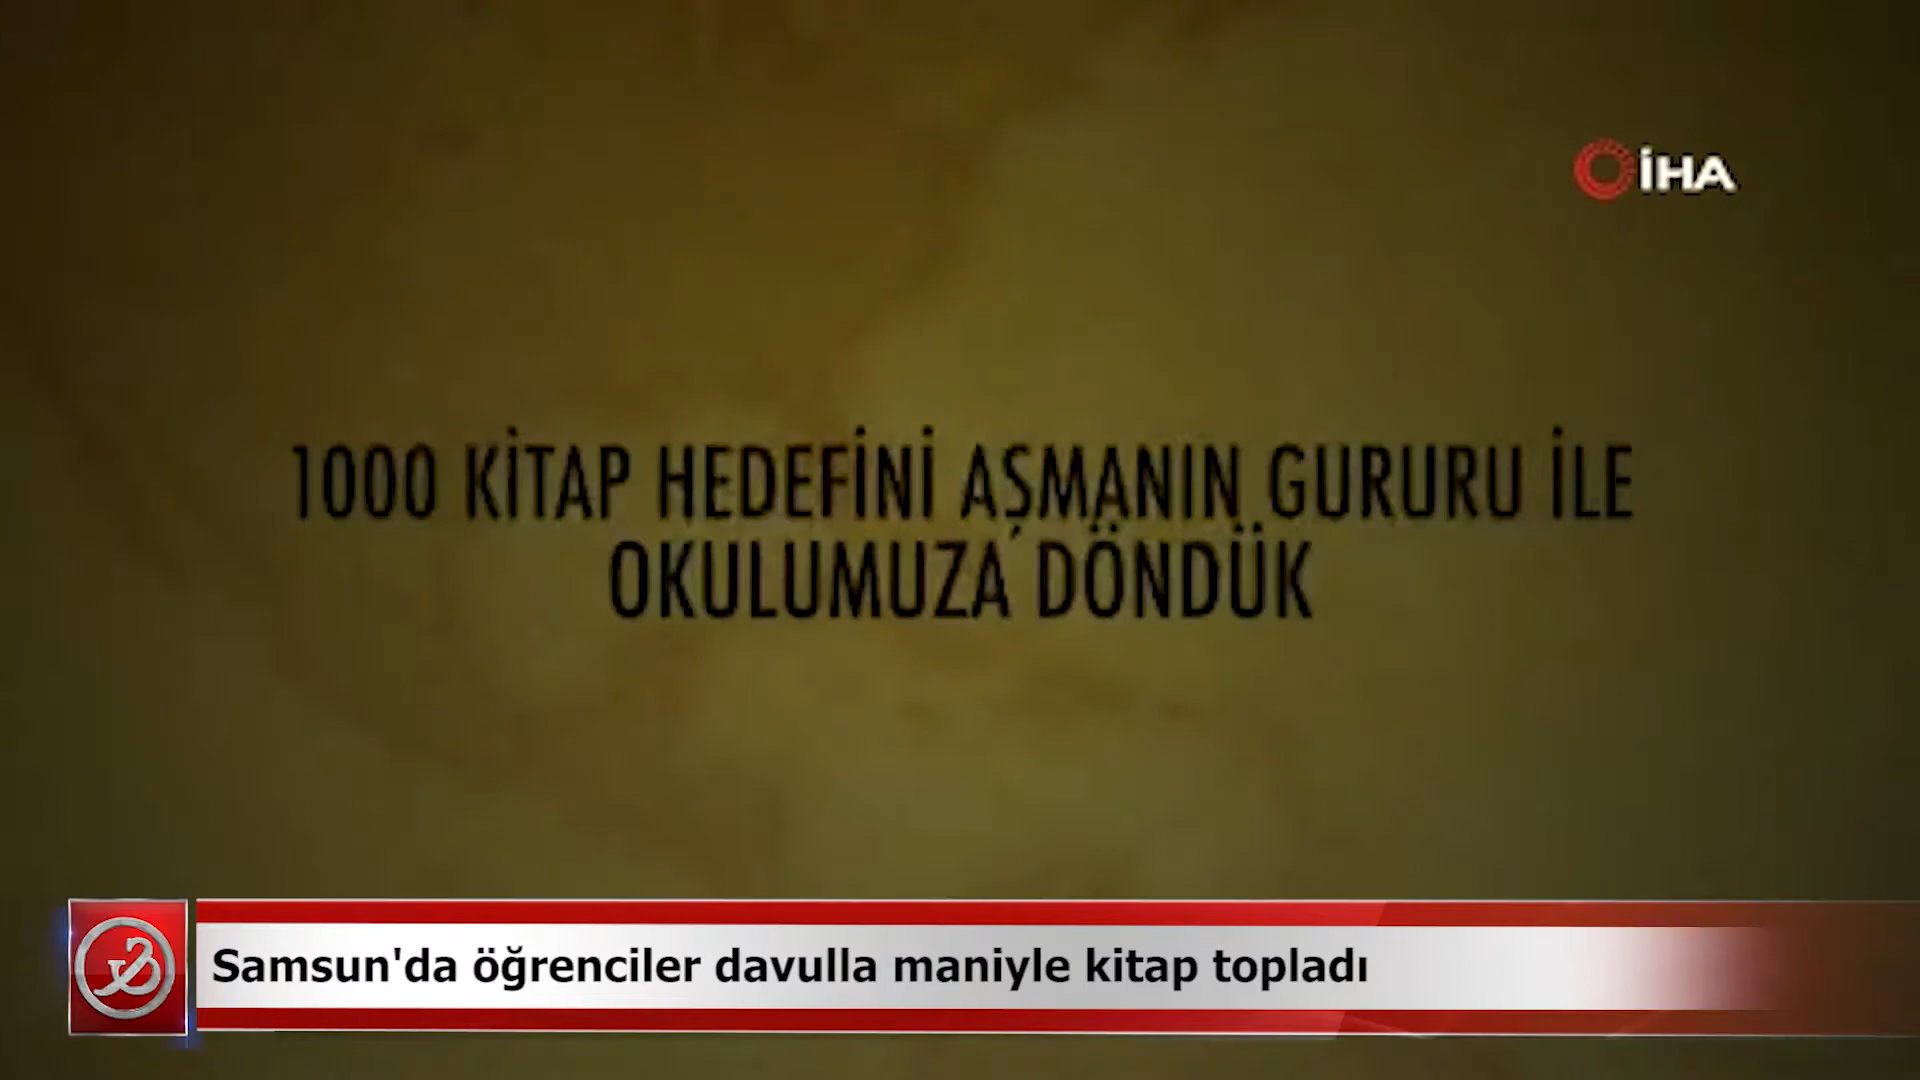 İHA
1000 KİTAP HEDEFİNİ AŞMANIN GURURU İLE
OKULUMUZA DÖNDÜK
Samsun'da öğrenciler davulla maniyle kitap topladı